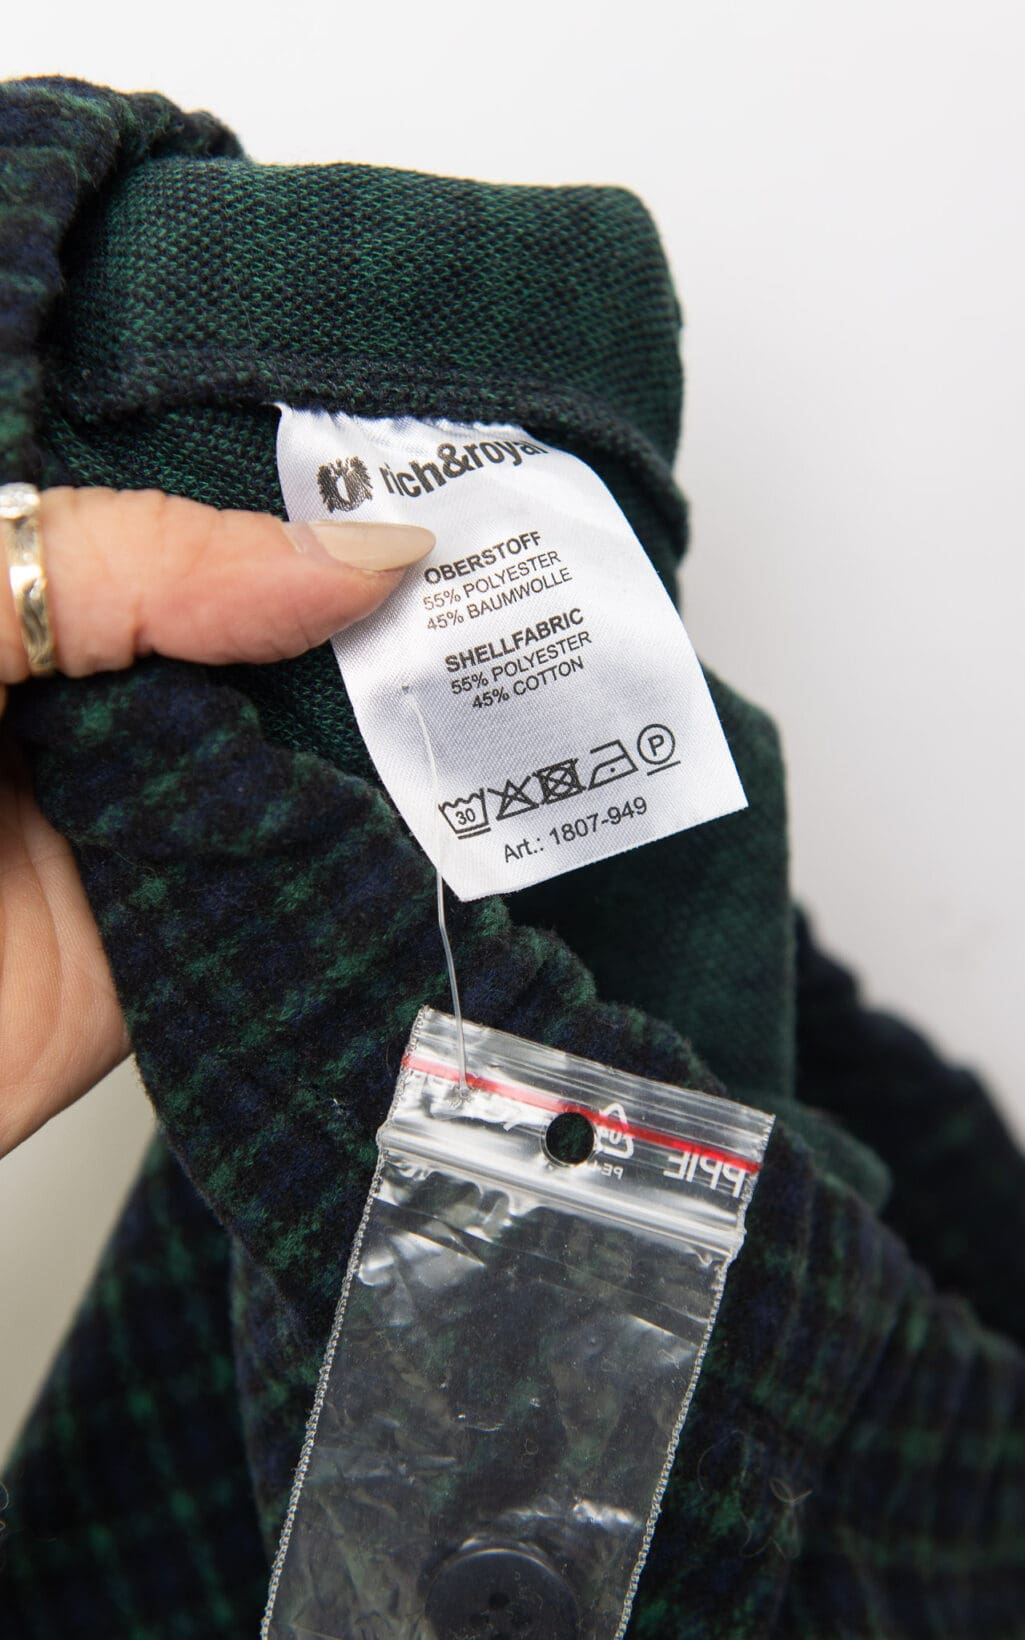 rich&royal
OBERSTOFF
55% POLYESTER
45% BAUMWOLLE
SHELLFABRIC
55% POLYESTER
45% COTTON
30
P
Art.: 1807-949